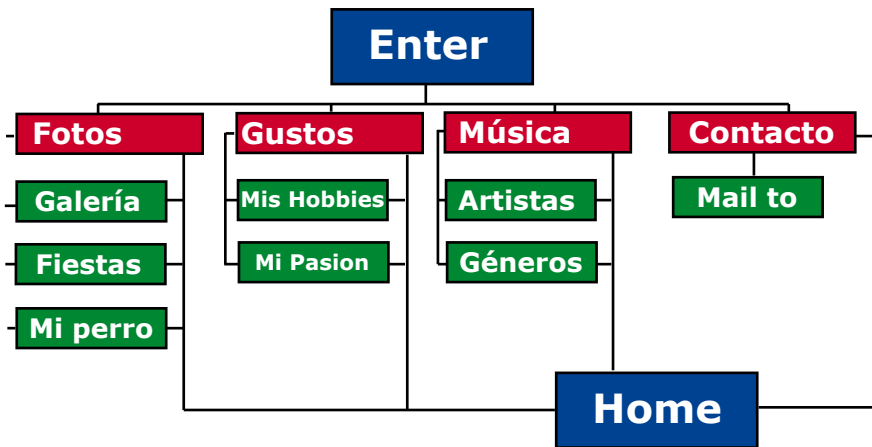 Enter
Fotos
Gustos
Música
Contacto
Galería
Mis Hobbies
Artistas
Mail to
Fiestas
Mi Pasion
Géneros
Mi perro
Home